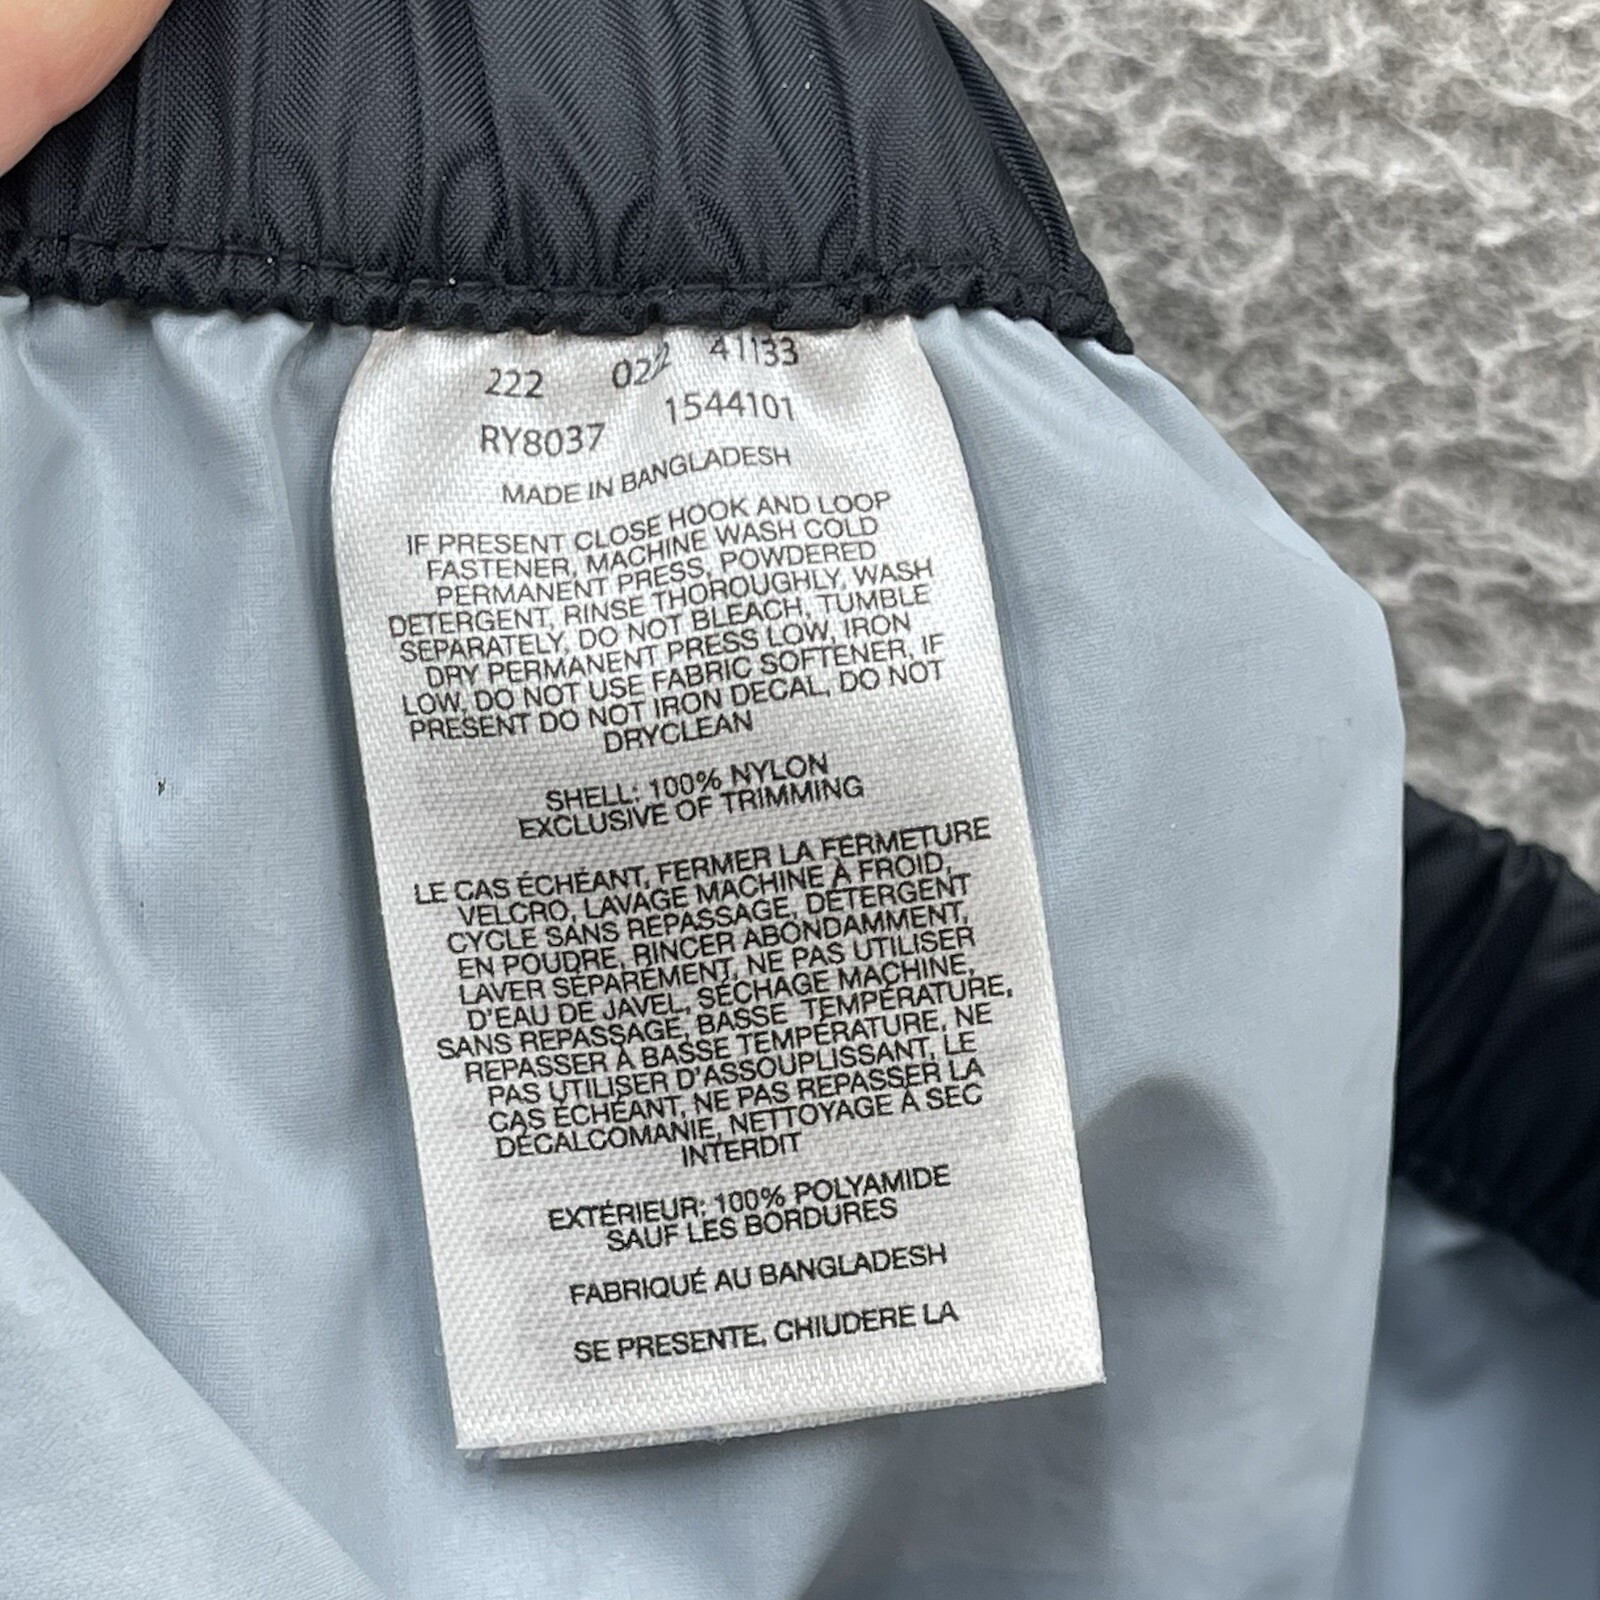 222 022 41133
RY8037 1544101
MADE IN BANGLADESH
IF PRESENT CLOSE HOOK AND LOOP
FASTENER, MACHINE WASH COLD
PERMANENT PRESS, POWDERED
DETERGENT, RINSE THOROUGHLY, WASH
SEPARATELY, DO NOT BLEACH, TUMBLE
DRY PERMANENT PRESS LOW, IRON
LOW, DO NOT USE FABRIC SOFTENER, IF
PRESENT DO NOT IRON DECAL, DO NOT
DRYCLEAN
SHELL: 100% NYLON
EXCLUSIVE OF TRIMMING
LE CAS ÉCHÉANT, FERMER LA FERMETURE
VELCRO, LAVAGE MACHINE À FROID,
CYCLE SANS REPASSAGE, DÉTERGENT
EN POUDRE, RINCER ABONDAMMENT,
LAVER SÉPARÉMENT, NE PAS UTILISER
D'EAU DE JAVEL, SÉCHAGE MACHINE,
SANS REPASSAGE, BASSE TEMPÉRATURE,
REPASSER À BASSE TEMPÉRATURE, NE
PAS UTILISER D'ASSOUPLISSANT, LE
CAS ÉCHÉANT, NE PAS REPASSER LA
DÉCALCOMANIE, NETTOYAGE À SEC
INTERDIT
EXTÉRIEUR: 100% POLYAMIDE
SAUF LES BORDURES
FABRIQUÉ AU BANGLADESH
SE PRESENTE, CHIUDERE LA